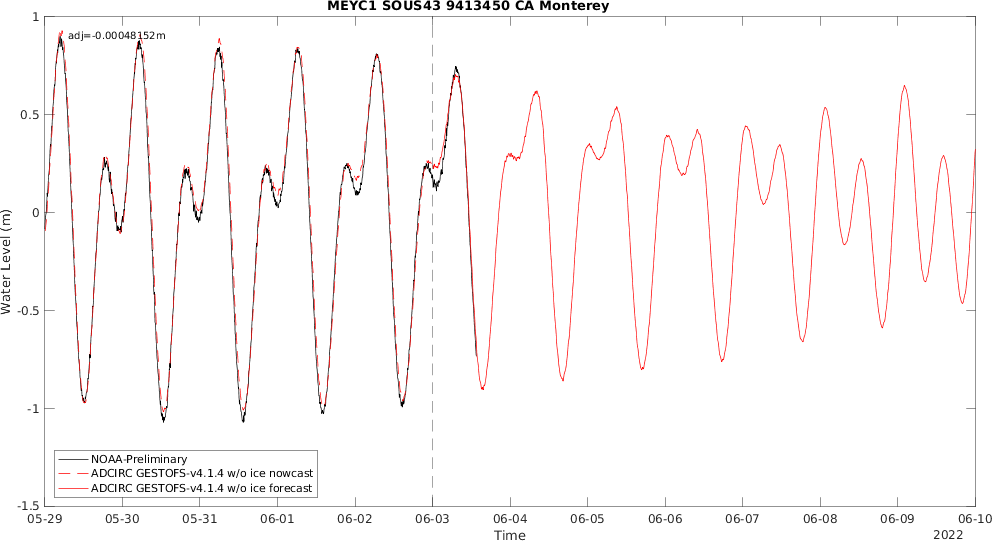 MEYC1 SOUS43 9413450 CA Monterey
adj=-0.00048152m
1
0.5
0
-0.5
-1
-1.5
Water Level (m)
NOAA-Preliminary
ADCIRC GESTOFS-v4.1.4 w/o ice nowcast
ADCIRC GESTOFS-v4.1.4 w/o ice forecast
05-29 05-30 05-31 06-01 06-02 06-03 06-04 06-05 06-06 06-07 06-08 06-09 06-10
Time
2022